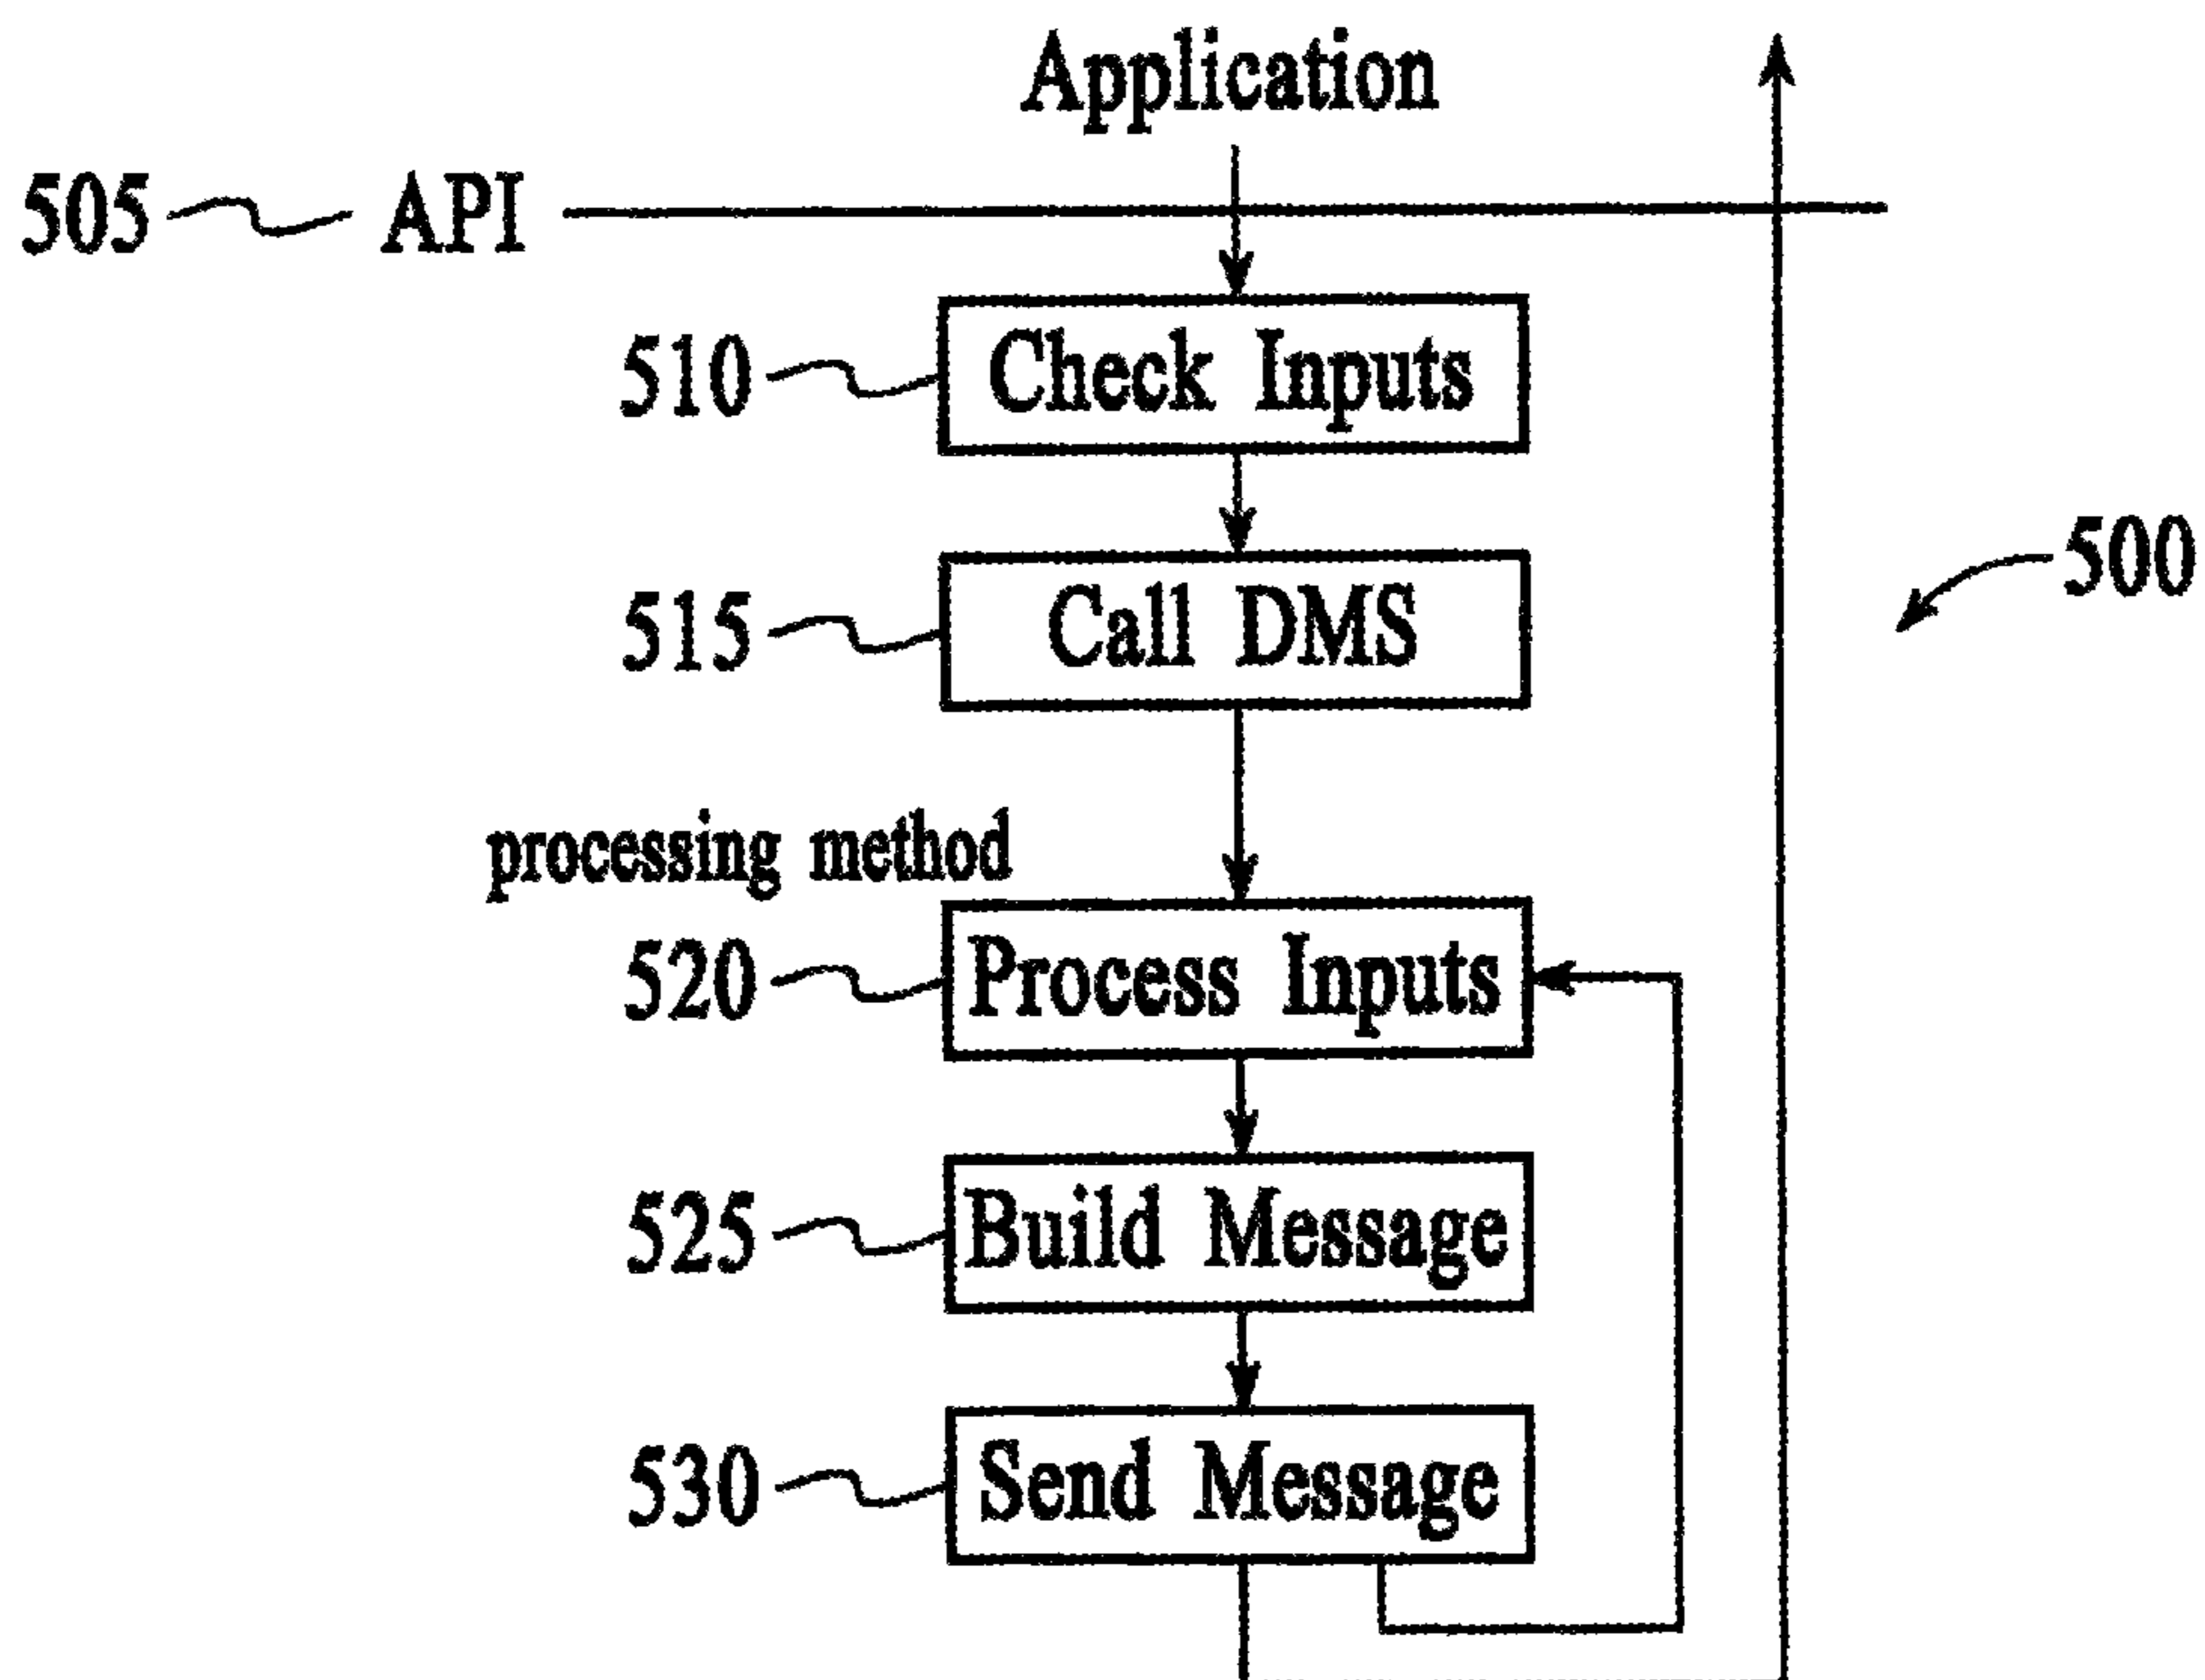 Application
505 API
510 Check Inputs
515 Call DMS
500
processing method
520 Process Inputs
525 Build Message
530 Send Message